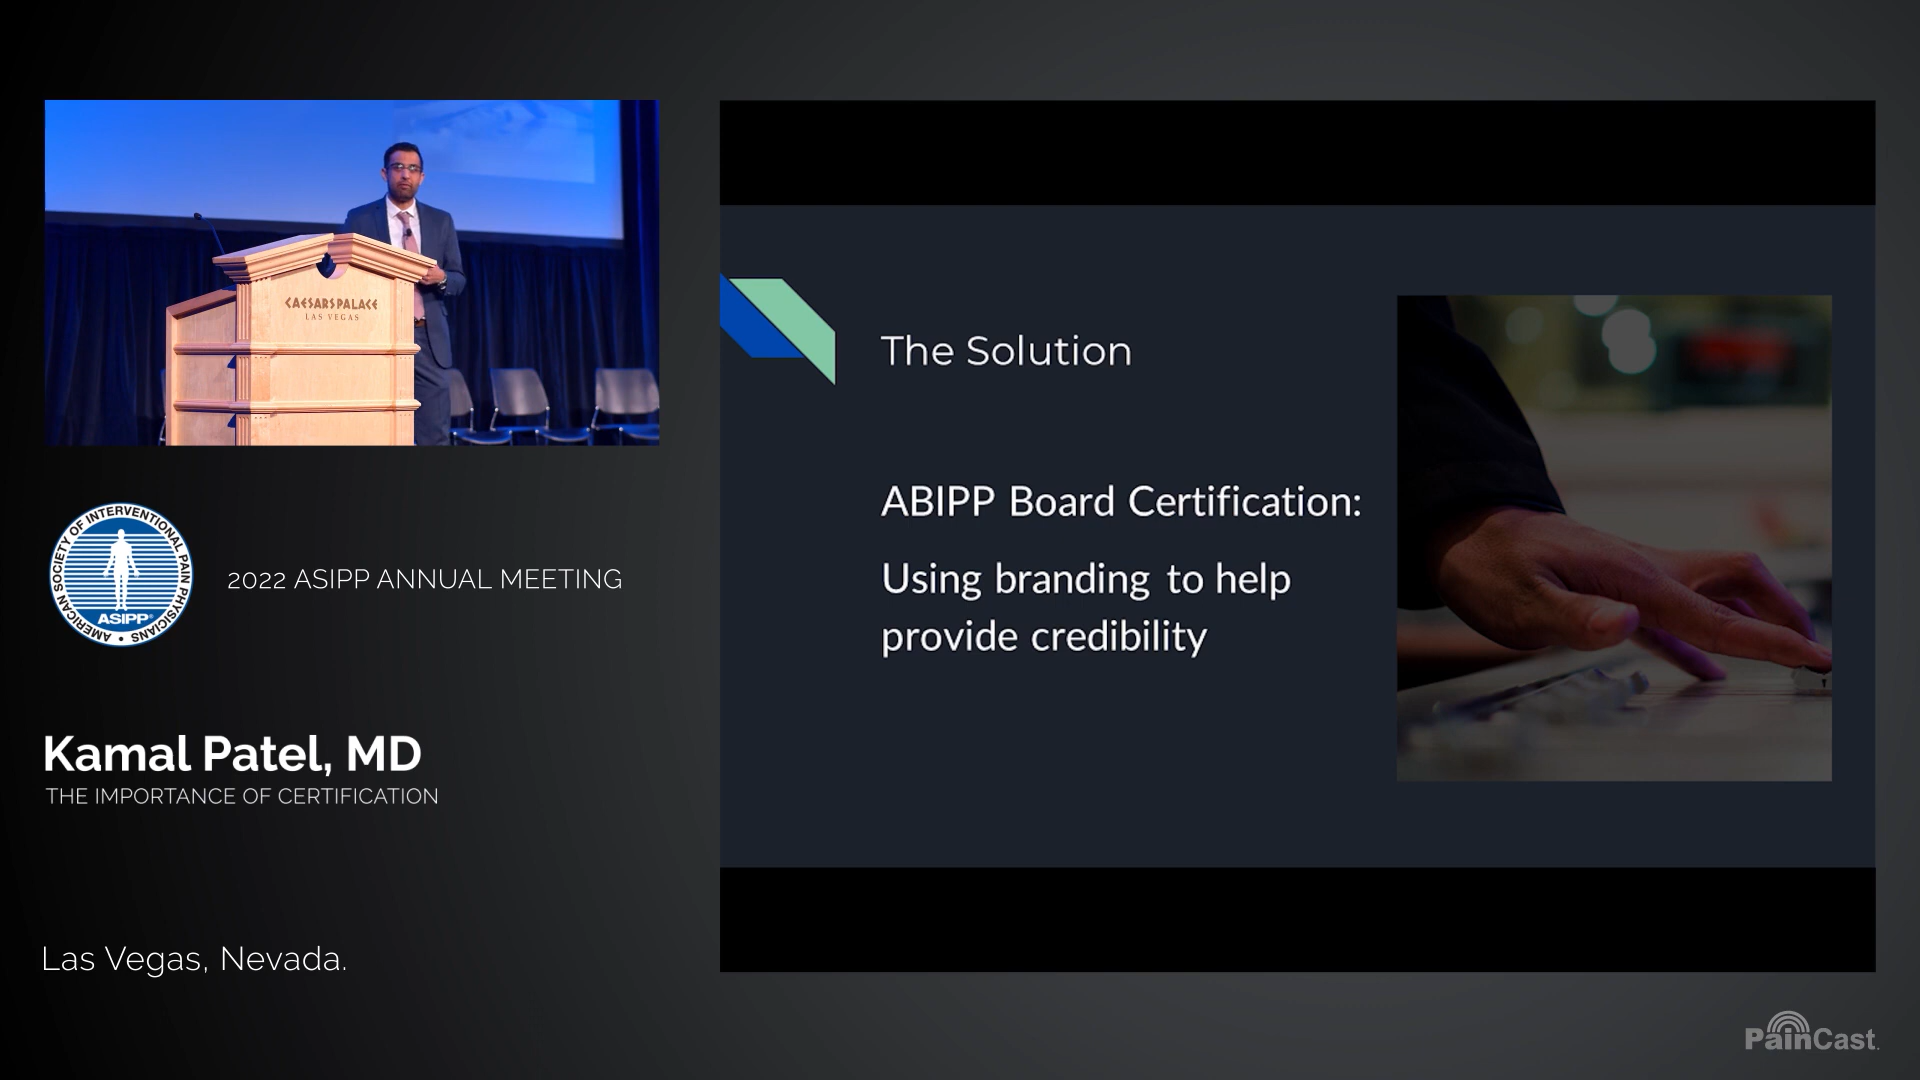 CAESARS PALACE
LAS VEGAS
AMERICAN SOCIETY OF INTERVENTIONAL PAIN PHYSICIANS
ASIPP®
2022 ASIPP ANNUAL MEETING
Kamal Patel, MD
THE IMPORTANCE OF CERTIFICATION
Las Vegas, Nevada.
The Solution
ABIPP Board Certification:
Using branding to help
provide credibility
PainCast.